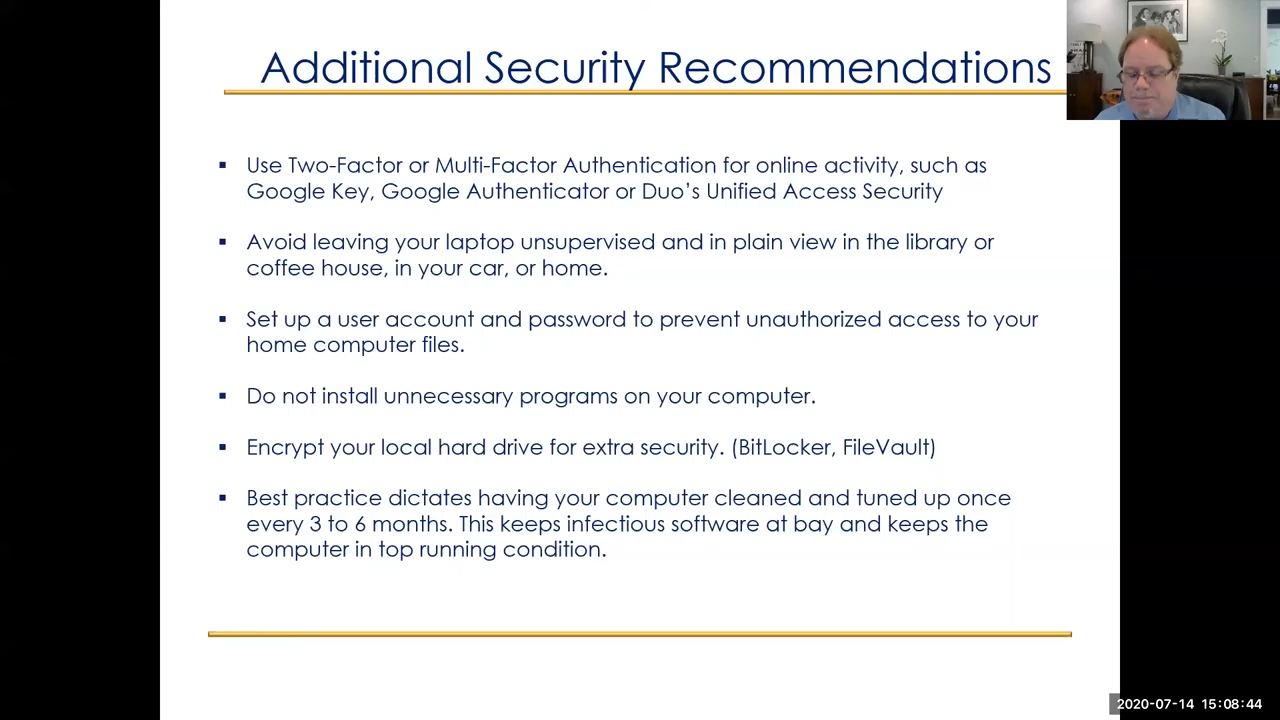 Additional Security Recommendations
▪ Use Two-Factor or Multi-Factor Authentication for online activity, such as
Google Key, Google Authenticator or Duo’s Unified Access Security
▪ Avoid leaving your laptop unsupervised and in plain view in the library or
coffee house, in your car, or home.
▪ Set up a user account and password to prevent unauthorized access to your
home computer files.
▪ Do not install unnecessary programs on your computer.
▪ Encrypt your local hard drive for extra security. (BitLocker, FileVault)
▪ Best practice dictates having your computer cleaned and tuned up once
every 3 to 6 months. This keeps infectious software at bay and keeps the
computer in top running condition.
2020-07-14 15:08:44